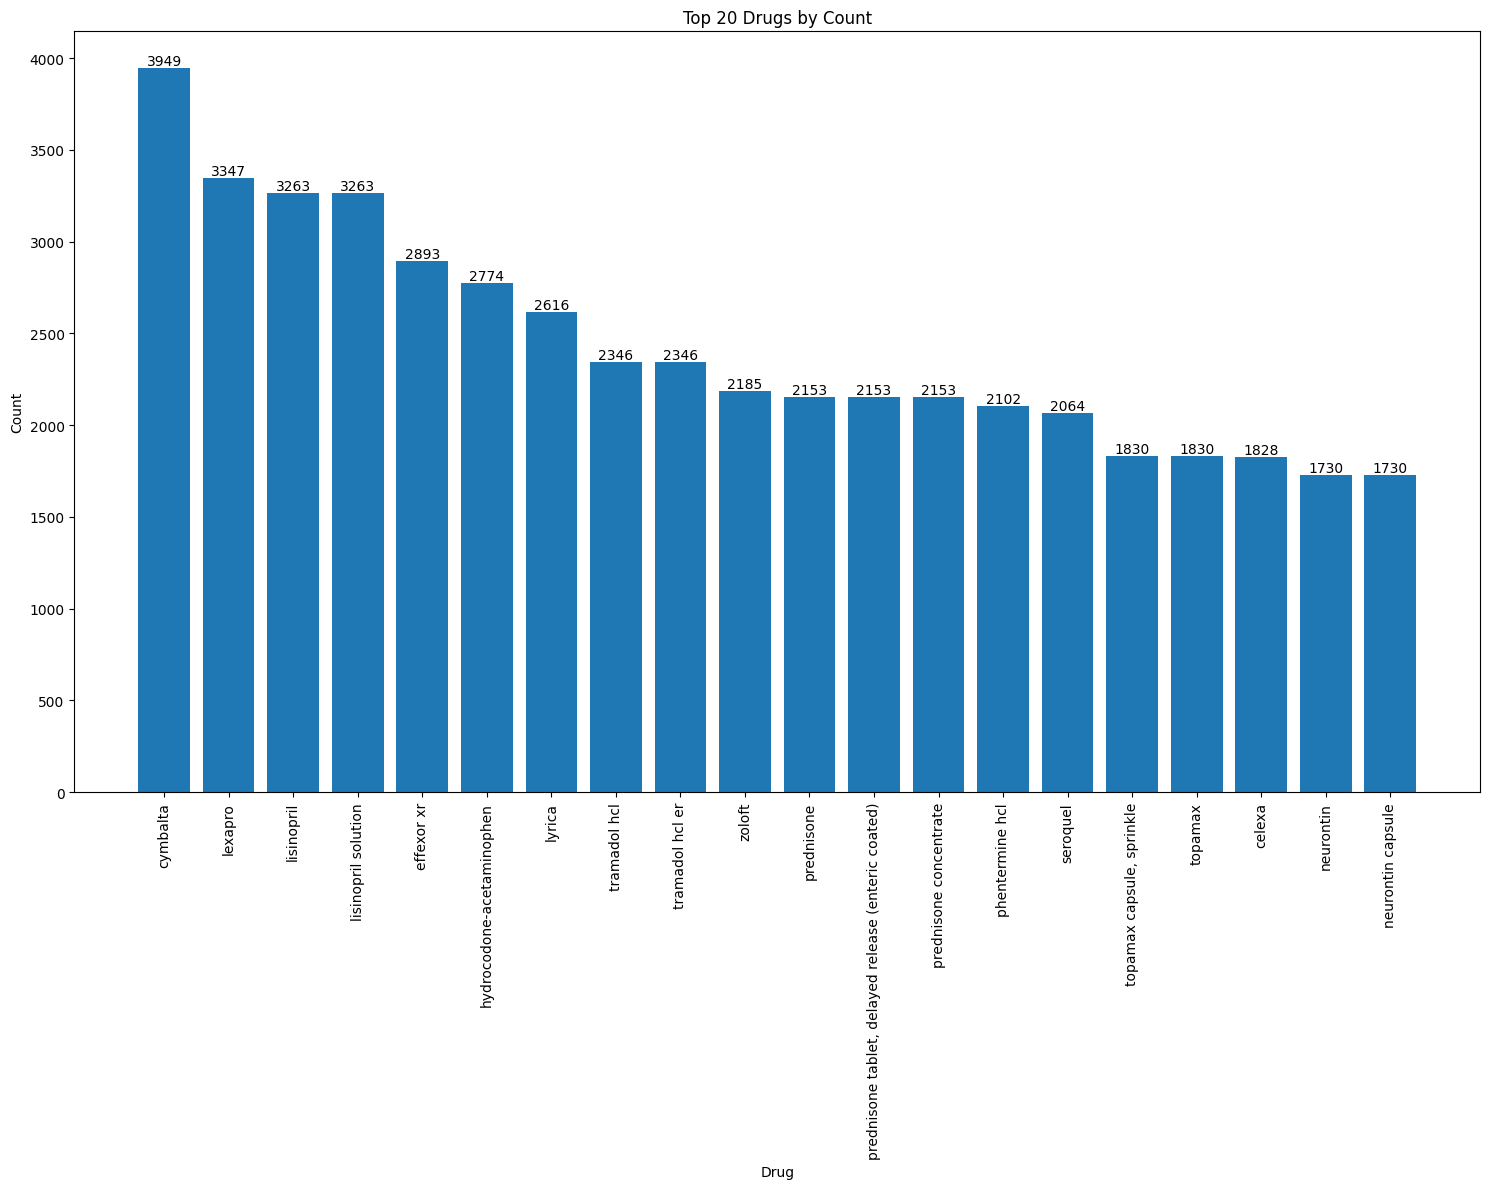 Top 20 Drugs by Count
Count
4000
3500
3000
2500
2000
1500
1000
500
0
3949
3347
3263
3263
2893
2774
2616
2346
2346
2185
2153
2153
2153
2102
2064
1830
1830
1828
1730
1730
cymbalta
lexapro
lisinopril
lisinopril solution
effexor xr
hydrocodone-acetaminophen
lyrica
tramadol hcl
tramadol hcl er
zoloft
prednisone
prednisone tablet, delayed release (enteric coated)
prednisone concentrate
phentermine hcl
seroquel
topamax capsule, sprinkle
topamax
celexa
neurontin
neurontin capsule
Drug